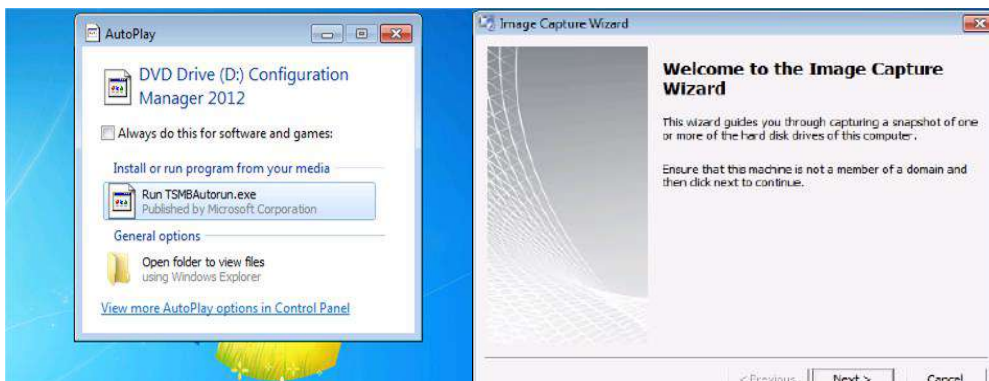 AutoPlay
DVD Drive (D:) Configuration
Manager 2012
Always do this for software and games:
Install or run program from your media
Run TSMBAutorun.exe
Published by Microsoft Corporation
General options
Open folder to view files
using Windows Explorer
View more AutoPlay options in Control Panel
Image Capture Wizard
Welcome to the Image Capture
Wizard
This wizard guides you through capturing a snapshot of one
or more of the hard disk drives of this computer.
Ensure that this machine is not a member of a domain and
then click next to continue.
< Previous Next > Cancel